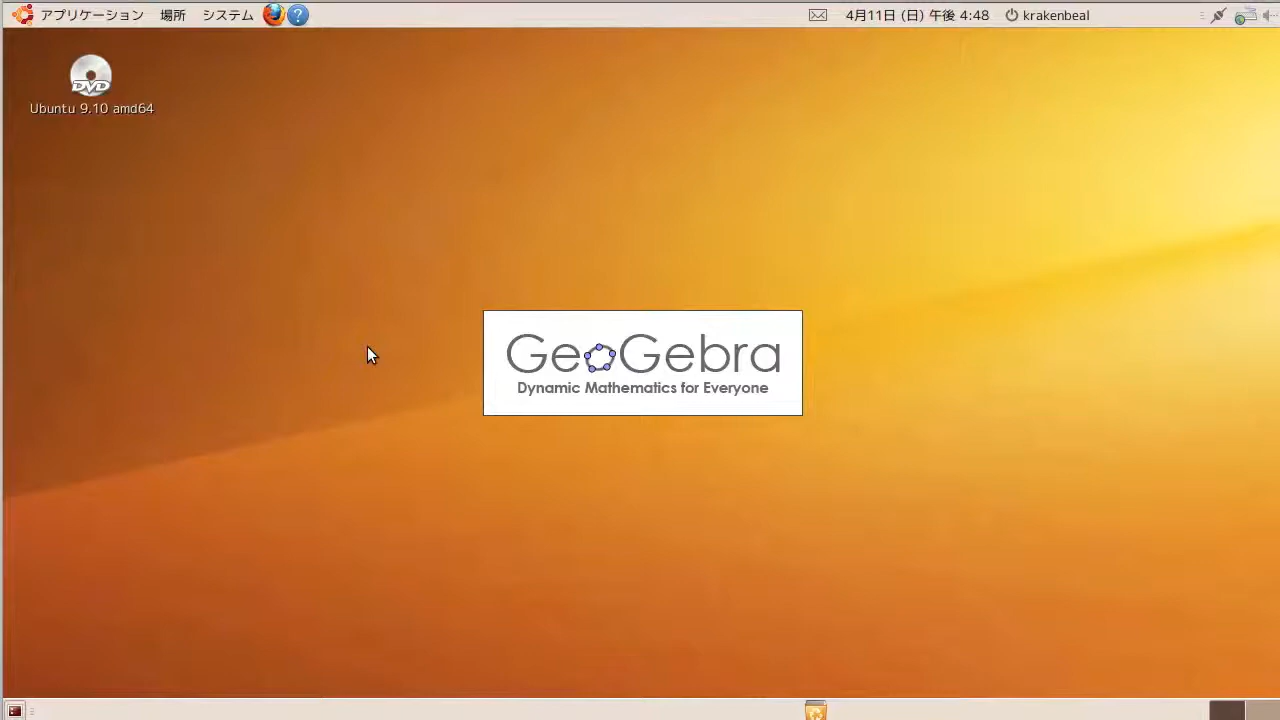 アプリケーション 場所 システム ? 4月11日 (日) 午後 4:48 krakenbeal
DVD
Ubuntu 9.10 amd64
GeoGebra
Dynamic Mathematics for Everyone